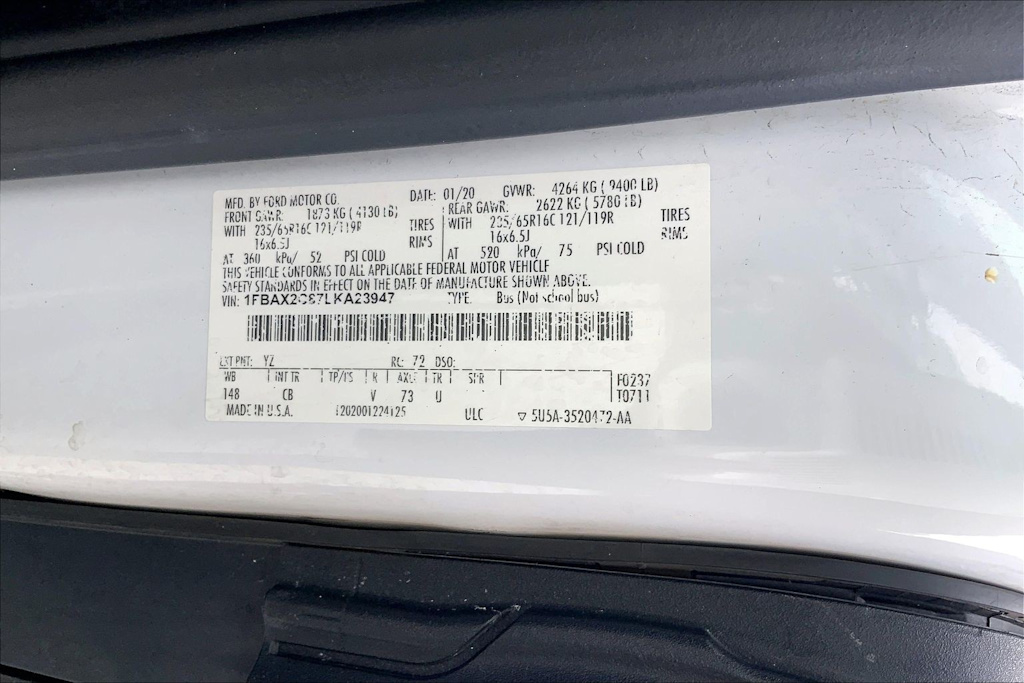 MFD. BY FORD MOTOR CO. DATE: 01/20 GVWR: 4264 KG ( 9400 LB)
FRONT GAWR: 1873 KG ( 4130 LB) REAR GAWR: 2622 KG ( 5780 LB)
WITH 235/65R16C 121/119R TIRES WITH 235/65R16C 121/119R TIRES
16x6.5J RIMS 16x6.5J RIMS
AT 360 kPa/ 52 PSI COLD AT 520 kPa/ 75 PSI COLD
THIS VEHICLE CONFORMS TO ALL APPLICABLE FEDERAL MOTOR VEHICLE
SAFETY STANDARDS IN EFFECT ON THE DATE OF MANUFACTURE SHOWN ABOVE.
VIN: TYPE: Bus (Not school bus)
EXT PNT: YZ RC: 72 DSO:
WB INT TR TP/PS R AXLE TR SPR F0237
148 CB V 73 U T0711
MADE IN U.S.A. ULC ▽ 5U5A-3520472-AA